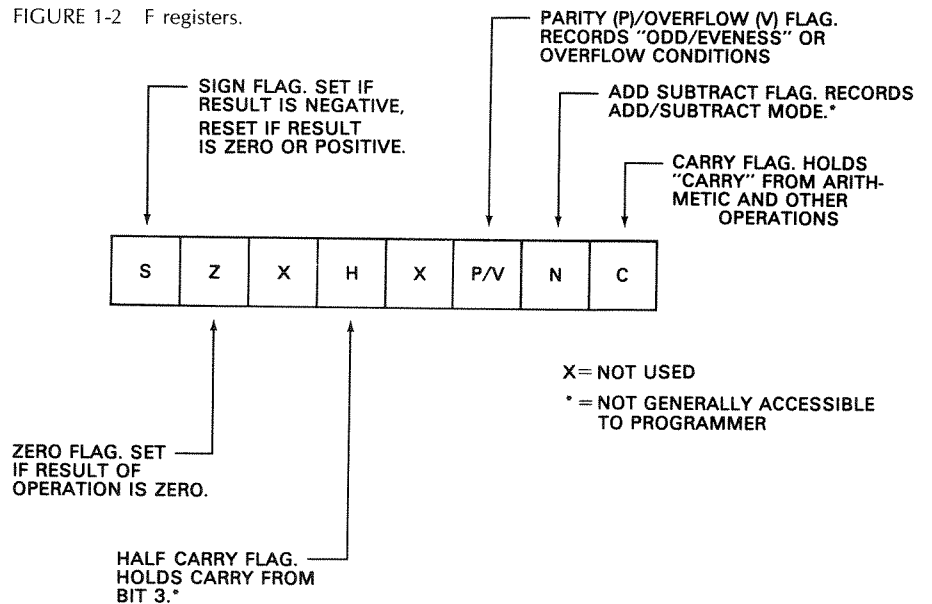 FIGURE 1-2 F registers.
PARITY (P)/OVERFLOW (V) FLAG.
RECORDS "ODD/EVENESS" OR
OVERFLOW CONDITIONS
SIGN FLAG. SET IF
RESULT IS NEGATIVE,
RESET IF RESULT
IS ZERO OR POSITIVE.
ADD SUBTRACT FLAG. RECORDS
ADD/SUBTRACT MODE.*
CARRY FLAG. HOLDS
"CARRY" FROM ARITH-
METIC AND OTHER
OPERATIONS
S Z X H X P/V N C
X = NOT USED
* = NOT GENERALLY ACCESSIBLE
TO PROGRAMMER
ZERO FLAG. SET
IF RESULT OF
OPERATION IS ZERO.
HALF CARRY FLAG.
HOLDS CARRY FROM
BIT 3.*